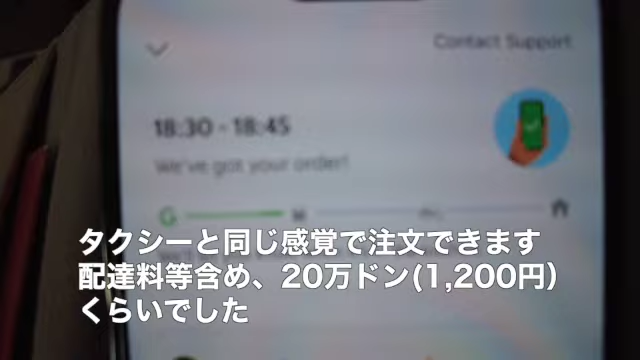 Contact Support
18:30 - 18:45
We've got your order!
タクシーと同じ感覚で注文できます
配達料等含め、20万ドン(1,200円)
くらいでした